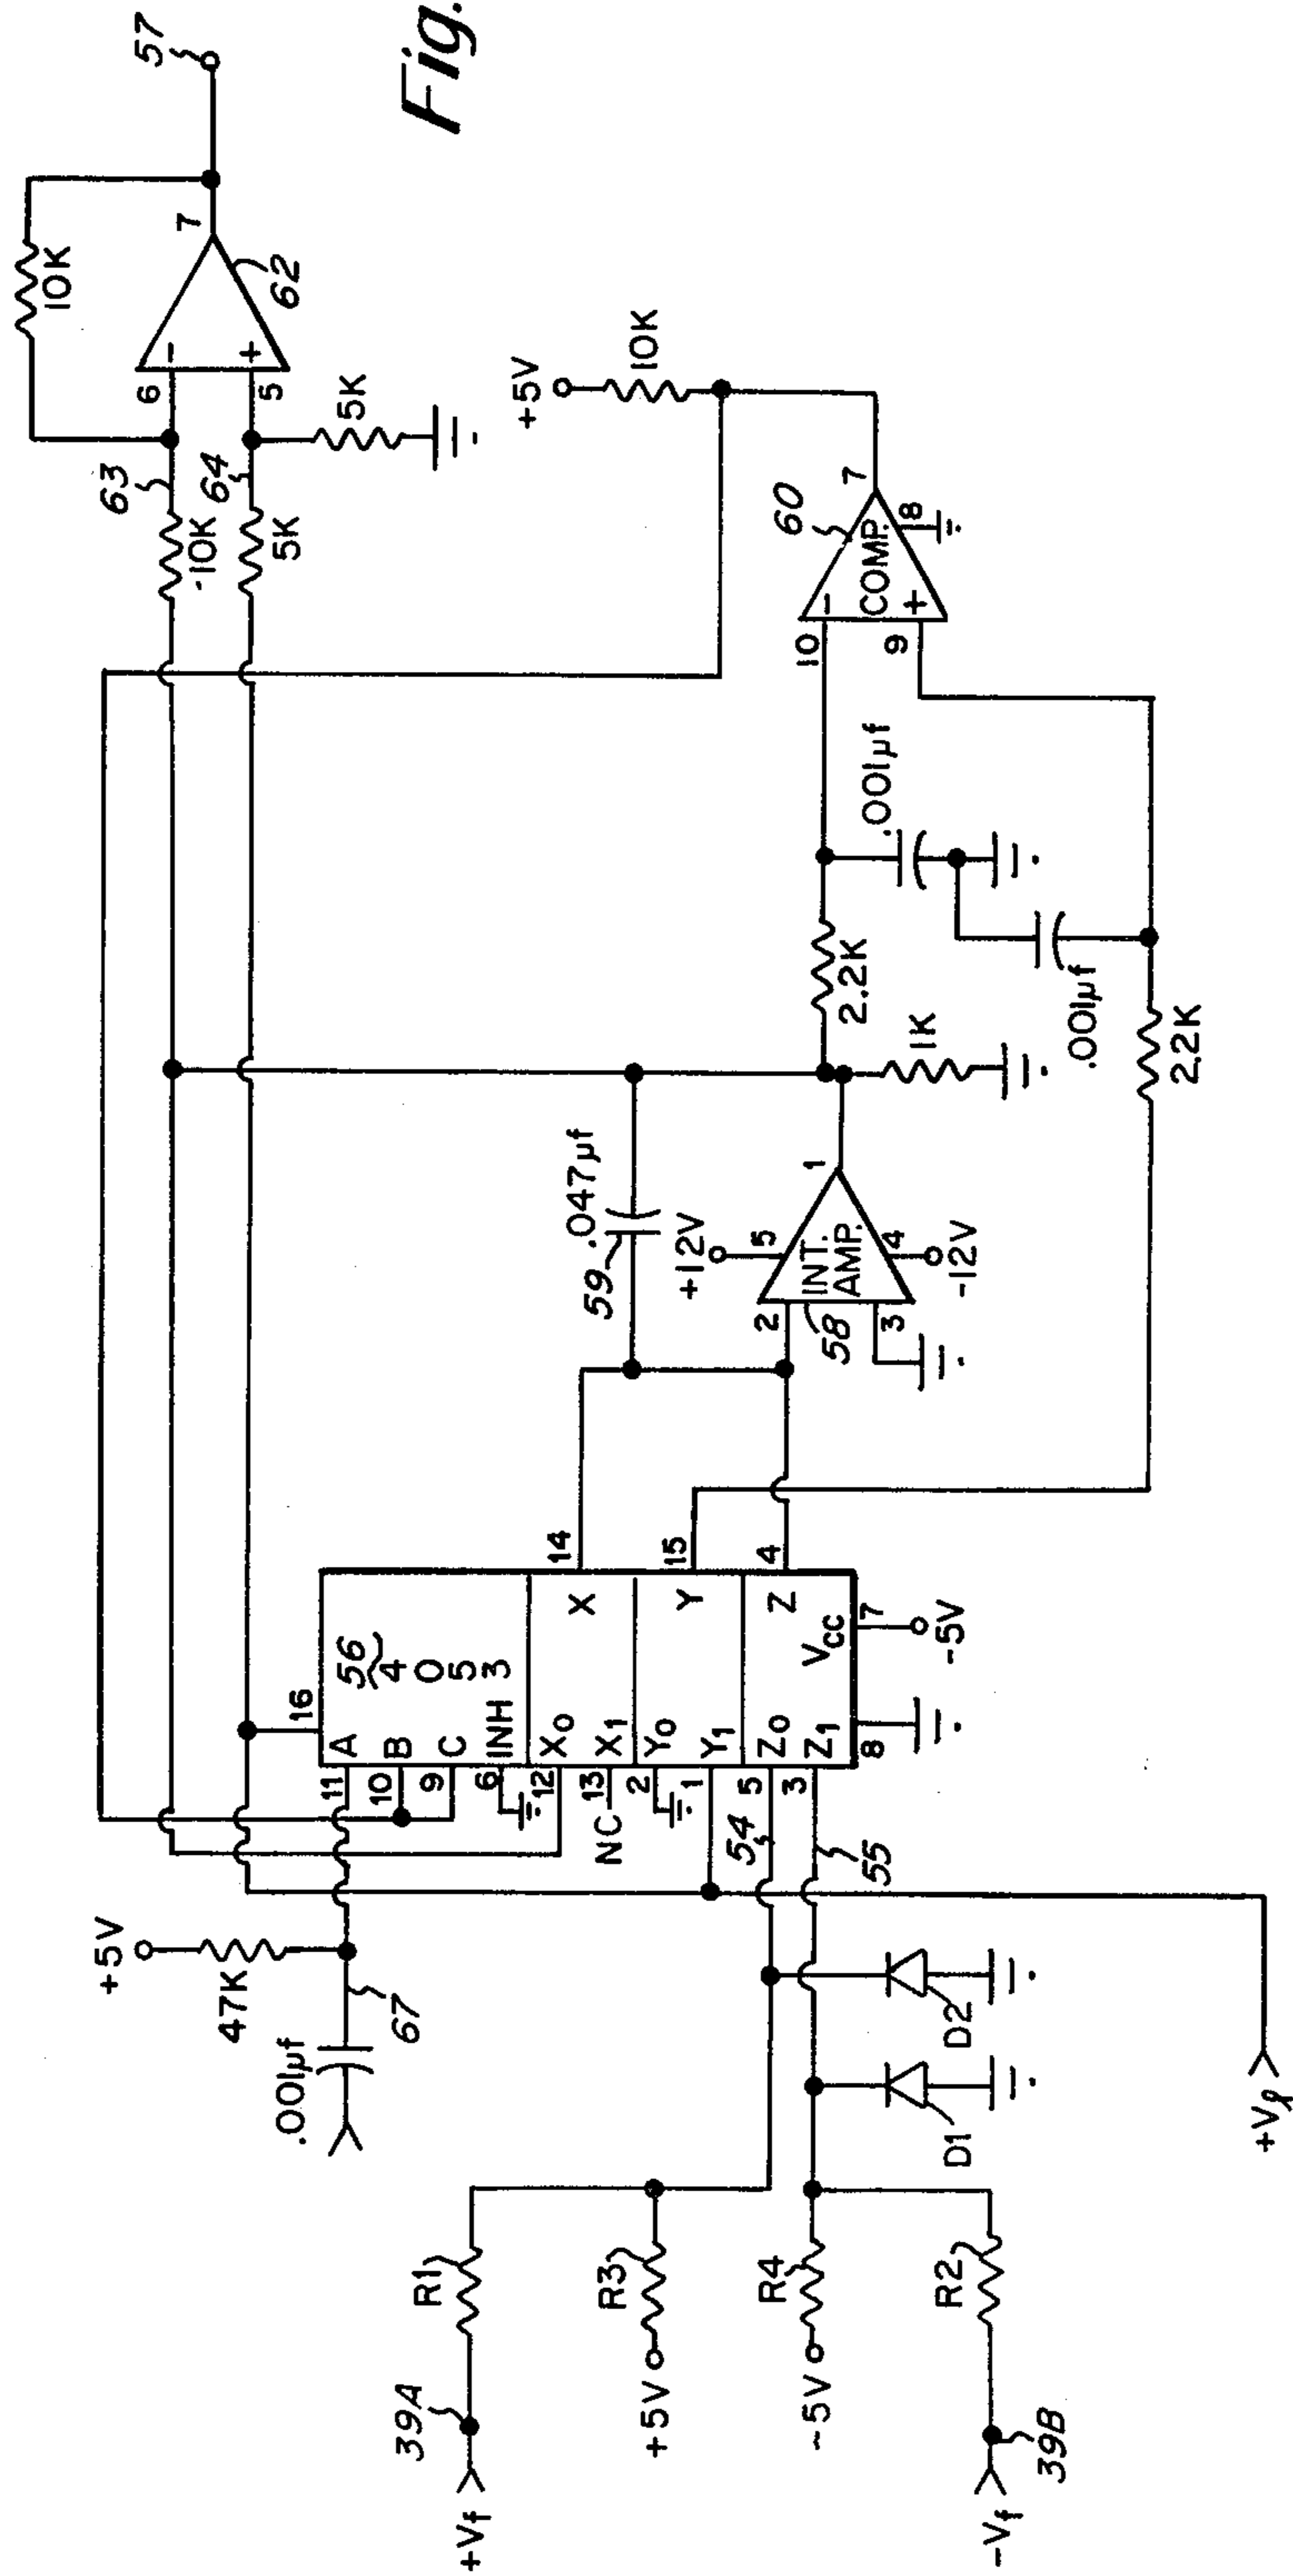 57
Fig.
10K
7
62
6
-
+
5
63
64
-10K
5K
5K
+5V
10K
60
7
10
-
COMP.
+
9
8
.001µf
2.2K
1K
.001µf
2.2K
.047µf
59
+12V
5
1
2
INT.
AMP.
58
3
4
-12V
16
56
4053
14
15
4
11
A
10
B
9
C
6
INH
12
X0
X
NC
13
X1
2
Y0
Y
1
Y1
5
Z0
Z
3
Z1
VCC
8
7
-5V
54
55
+5V
47K
67
.001µf
D2
D1
+Vℓ
R1
39A
+Vf
R3
+5V
R4
~5V
R2
39B
-Vf